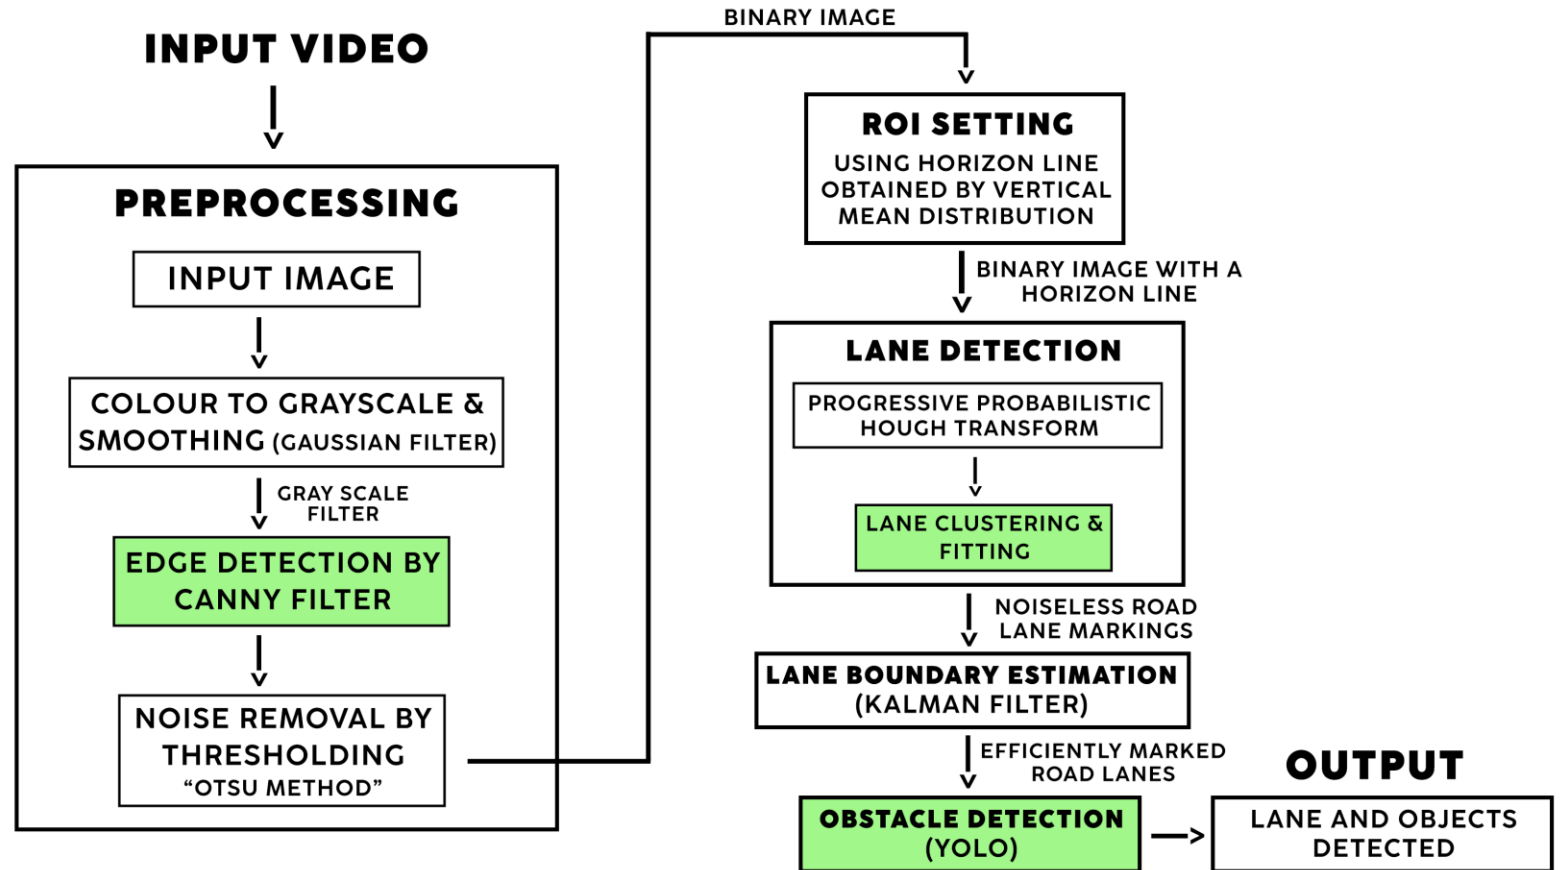 INPUT VIDEO
PREPROCESSING
INPUT IMAGE
COLOUR TO GRAYSCALE &
SMOOTHING (GAUSSIAN FILTER)
GRAY SCALE
FILTER
EDGE DETECTION BY
CANNY FILTER
NOISE REMOVAL BY
THRESHOLDING
“OTSU METHOD”
BINARY IMAGE
ROI SETTING
USING HORIZON LINE
OBTAINED BY VERTICAL
MEAN DISTRIBUTION
BINARY IMAGE WITH A
HORIZON LINE
LANE DETECTION
PROGRESSIVE PROBABILISTIC
HOUGH TRANSFORM
LANE CLUSTERING &
FITTING
NOISELESS ROAD
LANE MARKINGS
LANE BOUNDARY ESTIMATION
(KALMAN FILTER)
EFFICIENTLY MARKED
ROAD LANES
OBSTACLE DETECTION
(YOLO)
OUTPUT
LANE AND OBJECTS
DETECTED